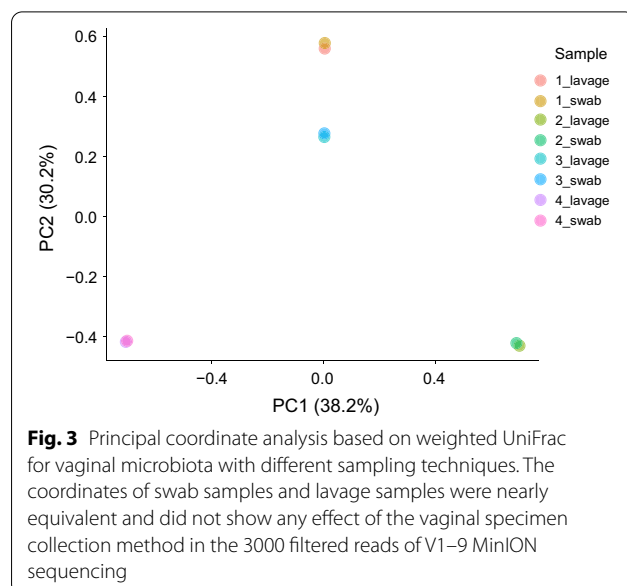 0.6
0.4
0.2
0.0
−0.2
−0.4
PC2 (30.2%)
−0.4
0.0
0.4
PC1 (38.2%)
Sample
1_lavage
1_swab
2_lavage
2_swab
3_lavage
3_swab
4_lavage
4_swab
Fig. 3 Principal coordinate analysis based on weighted UniFrac
for vaginal microbiota with different sampling techniques. The
coordinates of swab samples and lavage samples were nearly
equivalent and did not show any effect of the vaginal specimen
collection method in the 3000 filtered reads of V1–9 MinION
sequencing